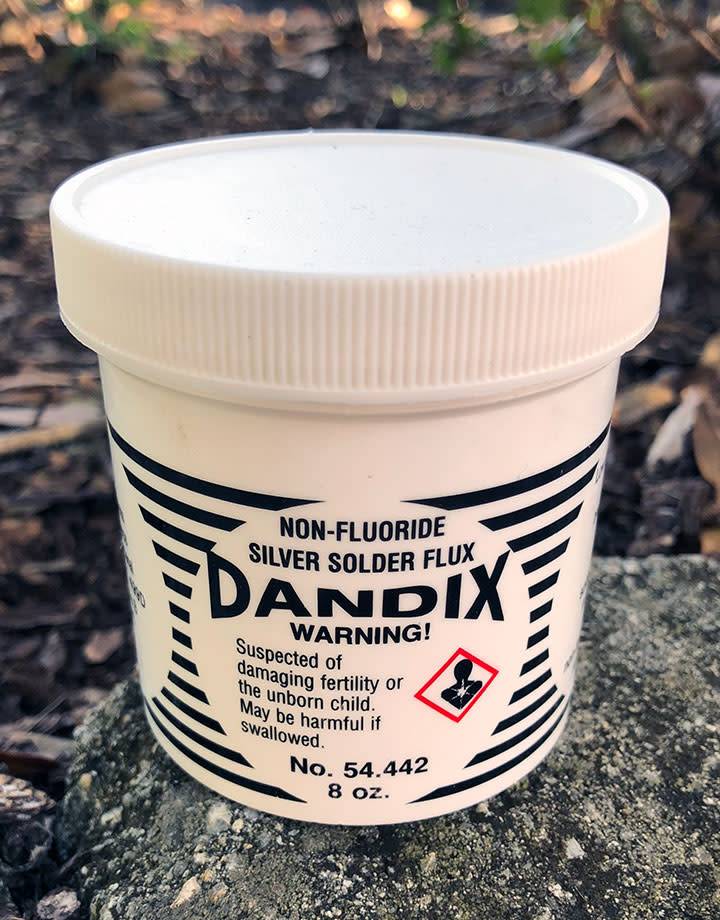 NON-FLUORIDE
SILVER SOLDER FLUX
DANDIX
WARNING!
Suspected of
damaging fertility or
the unborn child.
May be harmful if
swallowed.
No. 54.442
8 oz.